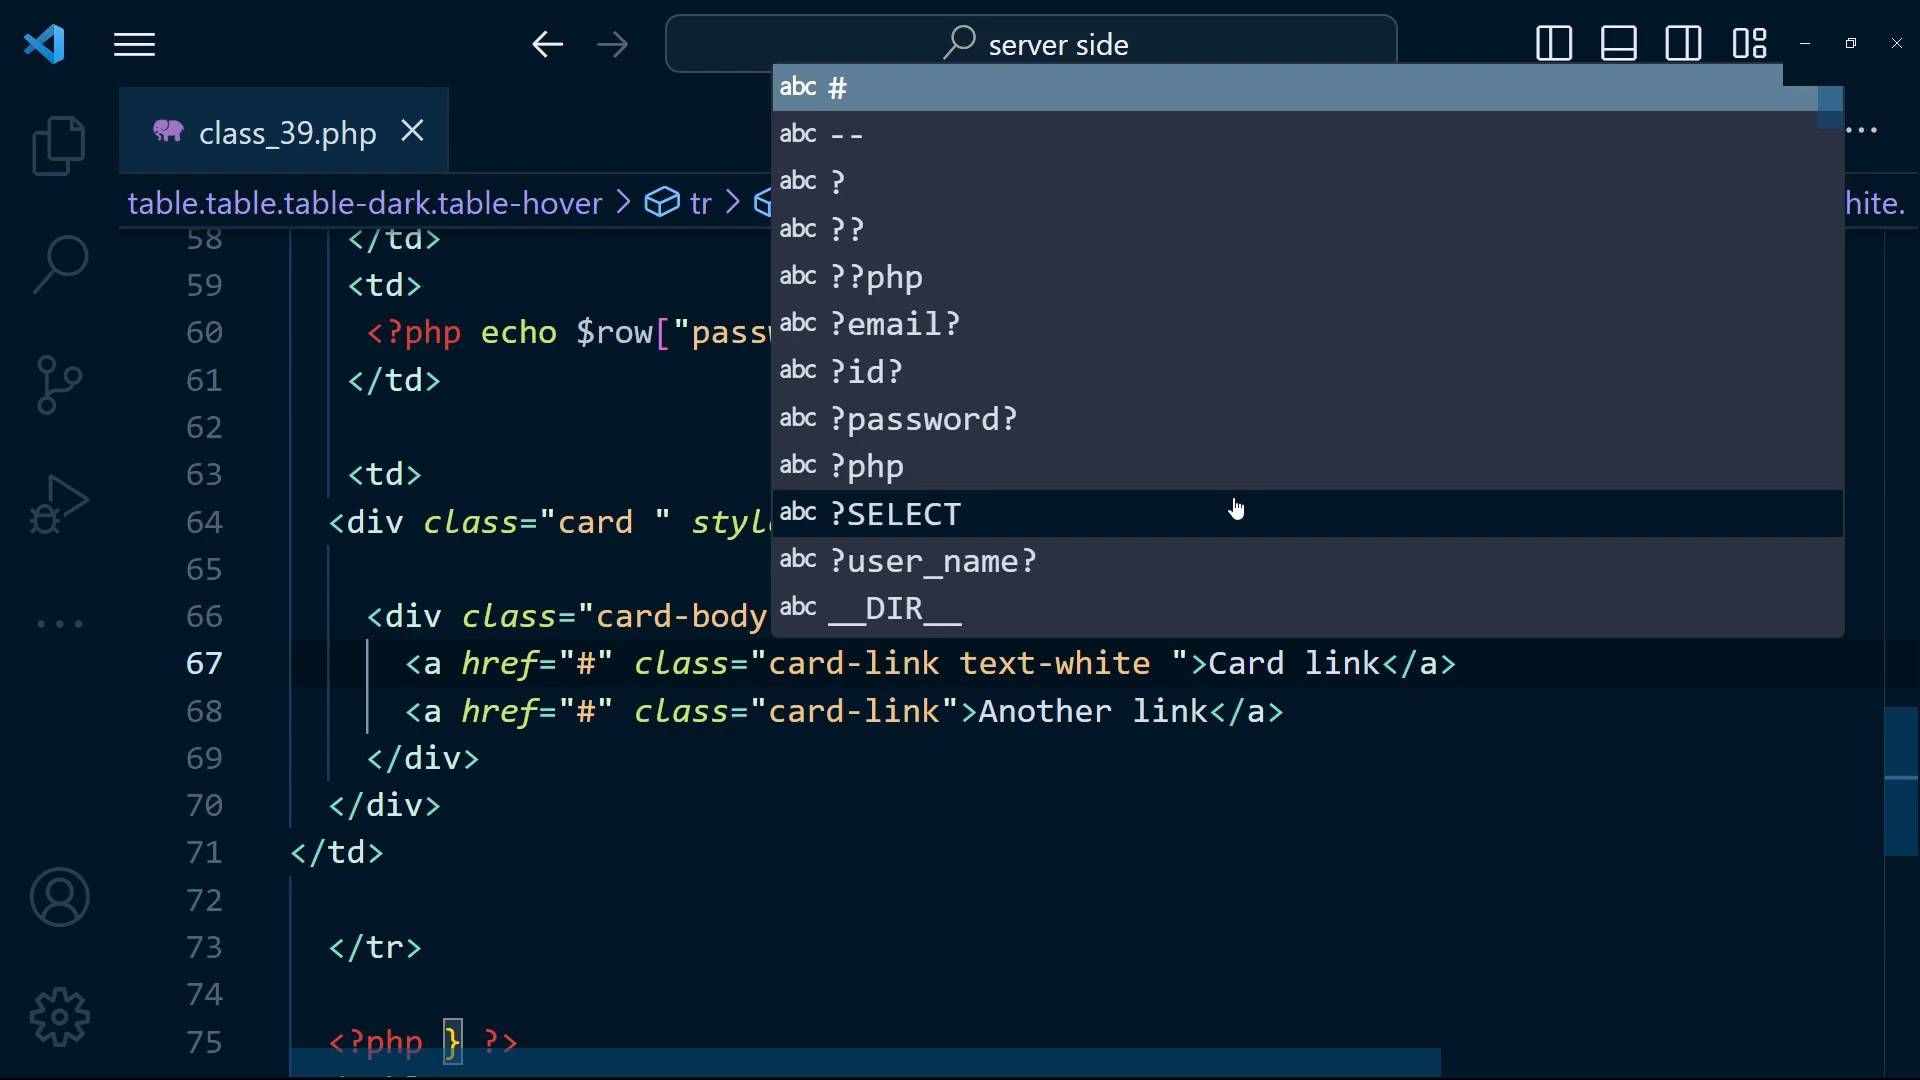 server side
class_39.php
table.table.table-dark.table-hover > tr >
hite.
abc #
abc --
abc ?
abc ??
abc ??php
abc ?email?
abc ?id?
abc ?password?
abc ?php
abc ?SELECT
abc ?user_name?
abc __DIR__
58 </td>
59 <td>
60 <?php echo $row["passw
61 </td>
62
63 <td>
64 <div class="card " style
65
66 <div class="card-body
67 <a href="#" class="card-link text-white ">Card link</a>
68 <a href="#" class="card-link">Another link</a>
69 </div>
70 </div>
71 </td>
72
73 </tr>
74
75 <?php } ?>